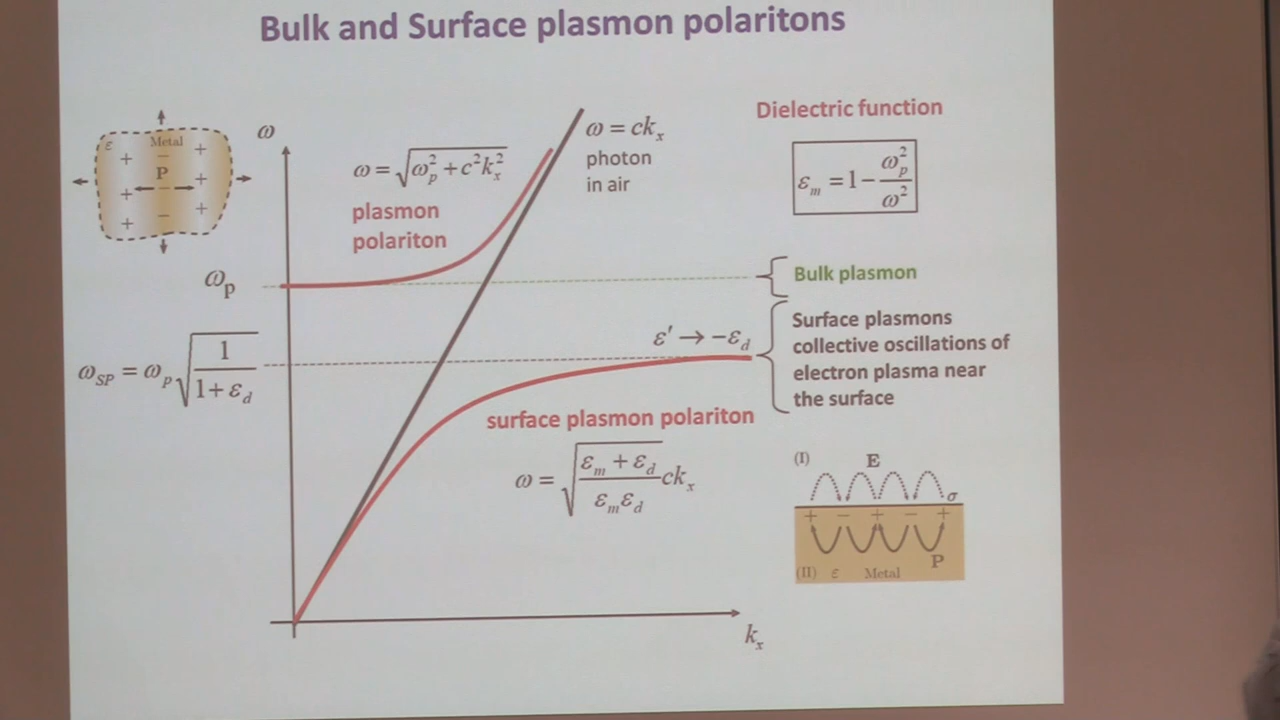 Bulk and Surface plasmon polaritons
ε Metal
+ − +
P
+ +
+ − +
ω
ω = √(ω_p² + c²k_x²)
plasmon
polariton
ω = ck_x
photon
in air
Dielectric function
ε_m = 1 − ω_p²/ω²
ω_p
Bulk plasmon
ω_SP = ω_p √(1/(1 + ε_d))
ε' → −ε_d
Surface plasmons
collective oscillations of
electron plasma near
the surface
surface plasmon polariton
ω = √((ε_m + ε_d)/(ε_m ε_d)) ck_x
(I) E
σ
+ − + − +
P
(II) ε Metal
k_x